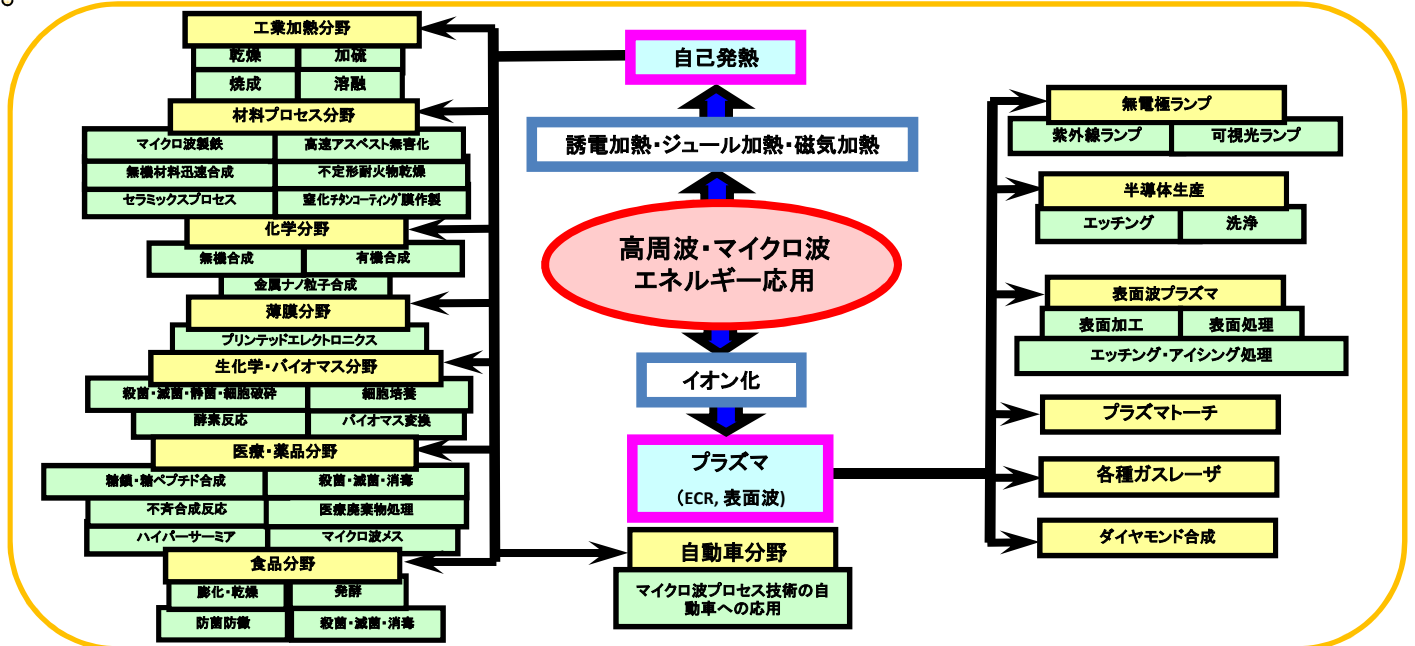 工業加熱分野
乾燥
加硫
焼成
溶融
材料プロセス分野
マイクロ波製鉄
高速アスベスト無害化
無機材料迅速合成
不定形耐火物乾燥
セラミックスプロセス
窒化チタンコーティング膜作製
化学分野
無機合成
有機合成
金属ナノ粒子合成
薄膜分野
プリンテッドエレクトロニクス
生化学・バイオマス分野
殺菌・滅菌・静菌・細胞破砕
細胞培養
酵素反応
バイオマス変換
医療・薬品分野
糖鎖・糖ペプチド合成
殺菌・滅菌・消毒
不斉合成反応
医療廃棄物処理
ハイパーサーミア
マイクロ波メス
食品分野
膨化・乾燥
発酵
防菌防黴
殺菌・滅菌・消毒
自己発熱
誘電加熱・ジュール加熱・磁気加熱
高周波・マイクロ波
エネルギー応用
イオン化
プラズマ
（ECR, 表面波）
自動車分野
マイクロ波プロセス技術の自
動車への応用
無電極ランプ
紫外線ランプ
可視光ランプ
半導体生産
エッチング
洗浄
表面波プラズマ
表面加工
表面処理
エッチング・アイシング処理
プラズマトーチ
各種ガスレーザ
ダイヤモンド合成